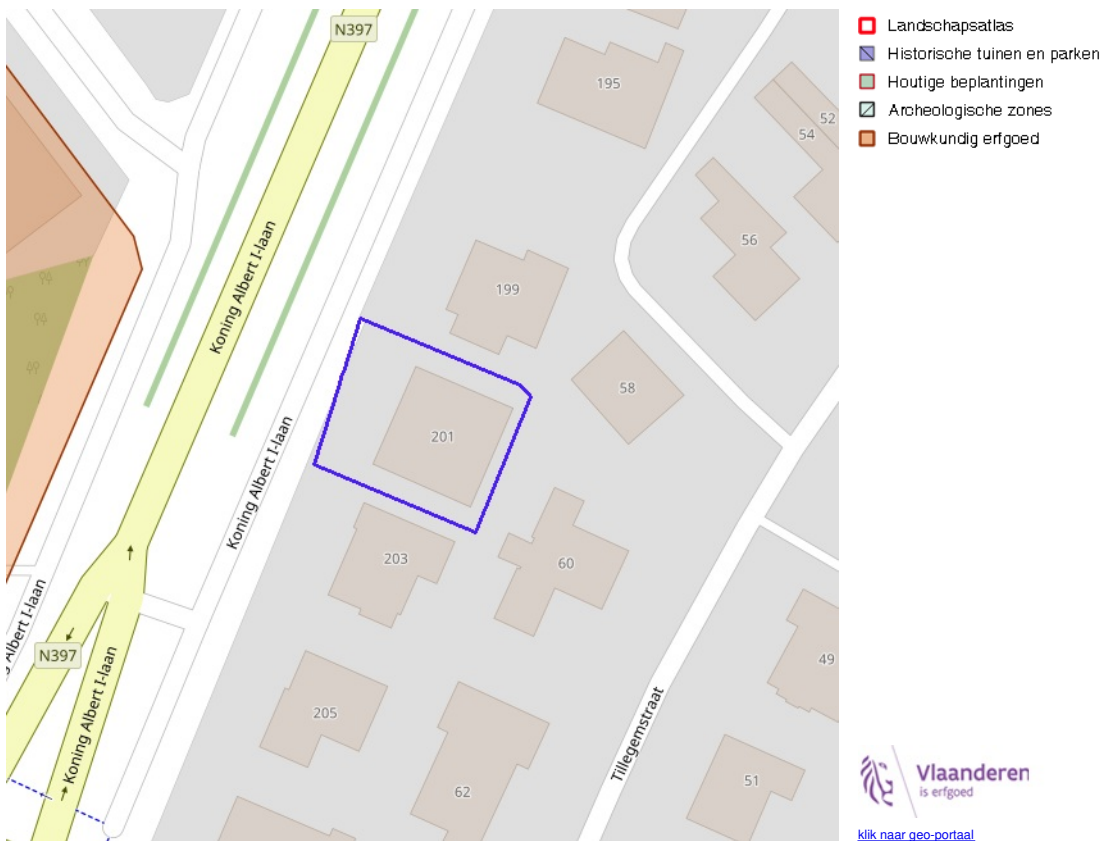 N397
Koning Albert I-laan
Koning Albert I-laan
Koning Albert I-laan
Albert I-laan
N397
Tillegemstraat
195
52
54
56
199
58
201
203
60
205
62
49
51
Landschapsatlas
Historische tuinen en parken
Houtige beplantingen
Archeologische zones
Bouwkundig erfgoed
Vlaanderen
is erfgoed
klik naar geo-portaal